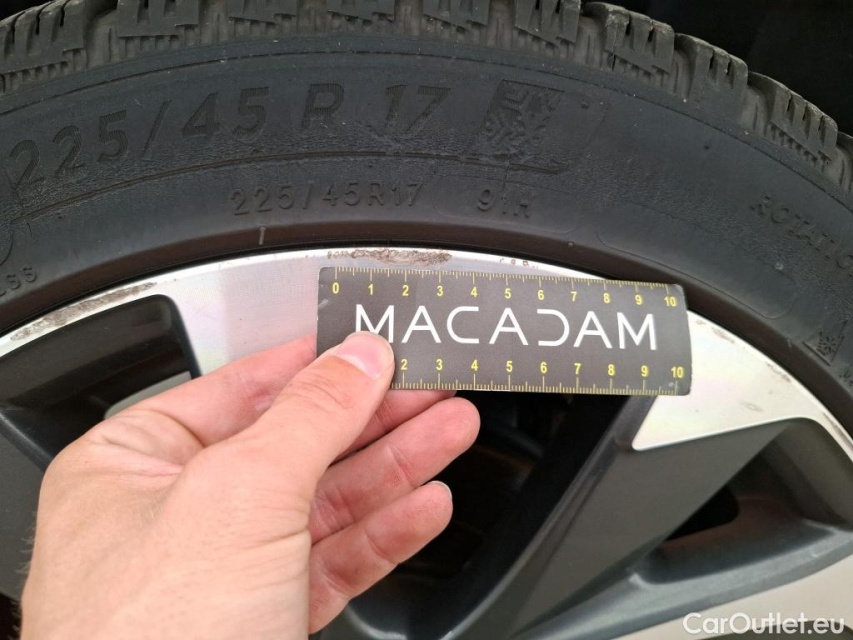 225/45 R 17
225/45R17 91H
0 1 2 3 4 5 6 7 8 9 10
MACADAM
2 3 4 5 6 7 8 9 10
CarOutlet.eu